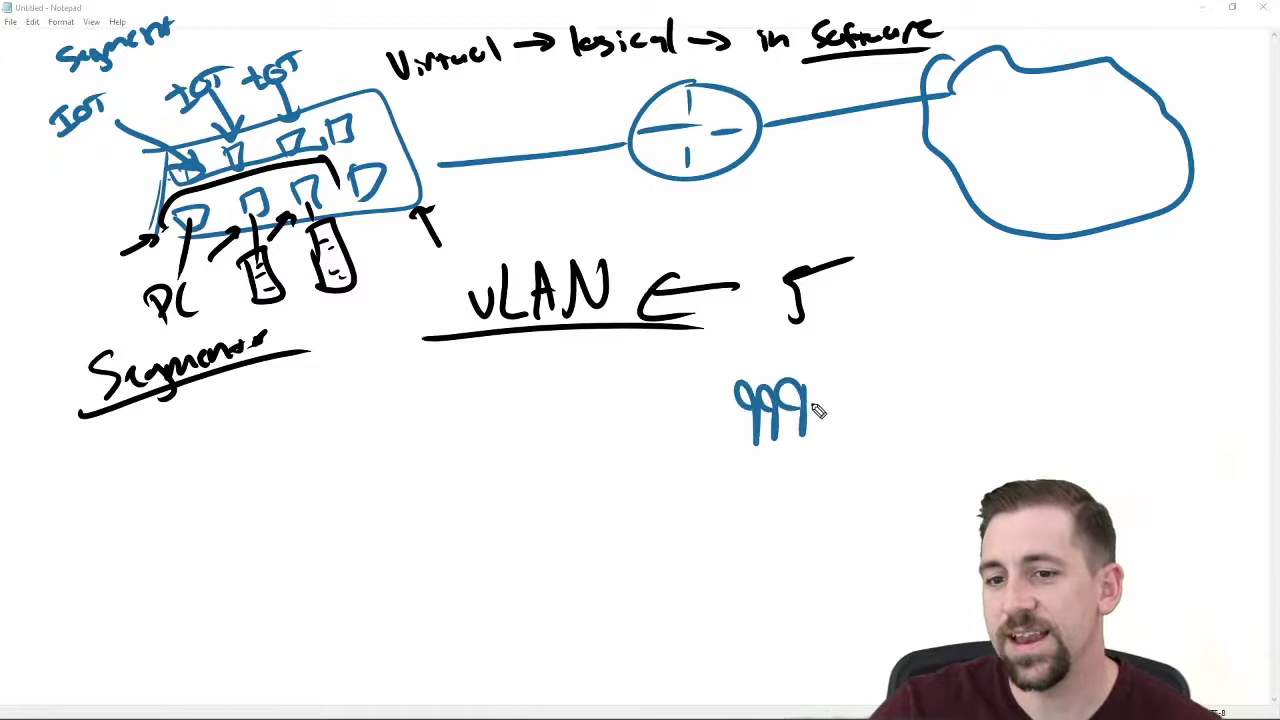 Untitled - Notepad
File Edit Format View Help
Segment
Virtual → logical → in Software
IOT IOT IOT
PC
vLAN ← 5
Segment
999